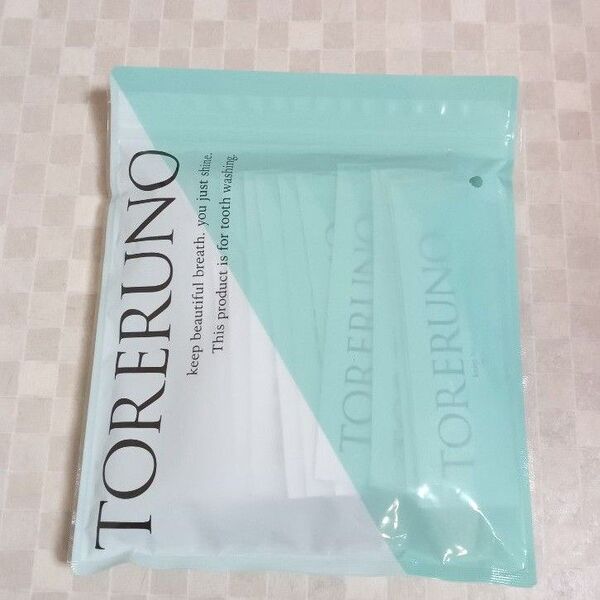 TORERUNO
keep beautiful breath. you just shine.
This product is for tooth washing.
TORERUNO
TORERUNO